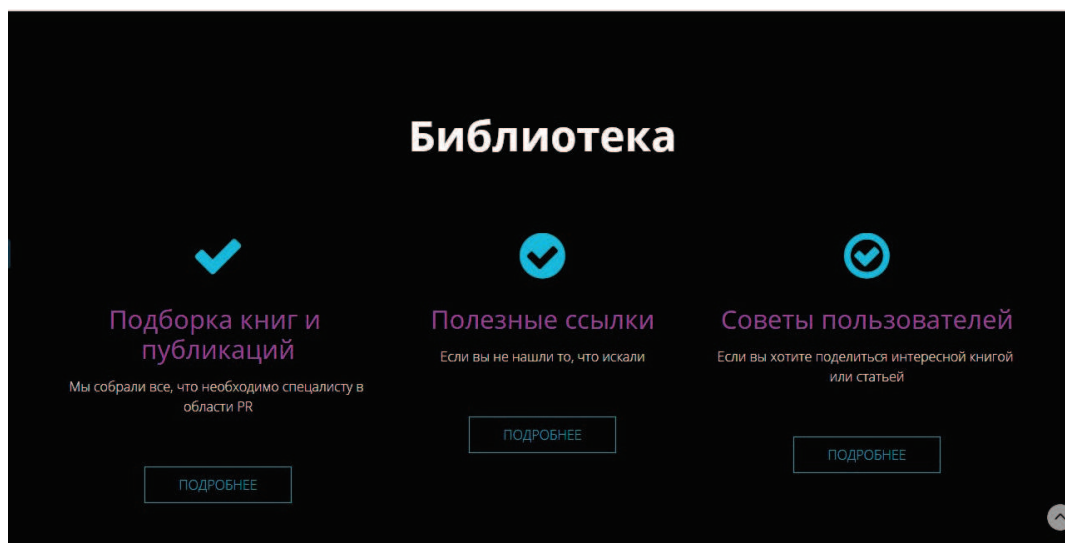 Библиотека
Подборка книг и
публикаций
Мы собрали все, что необходимо спецалисту в
области PR
ПОДРОБНЕЕ
Полезные ссылки
Если вы не нашли то, что искали
ПОДРОБНЕЕ
Советы пользователей
Если вы хотите поделиться интересной книгой
или статьей
ПОДРОБНЕЕ